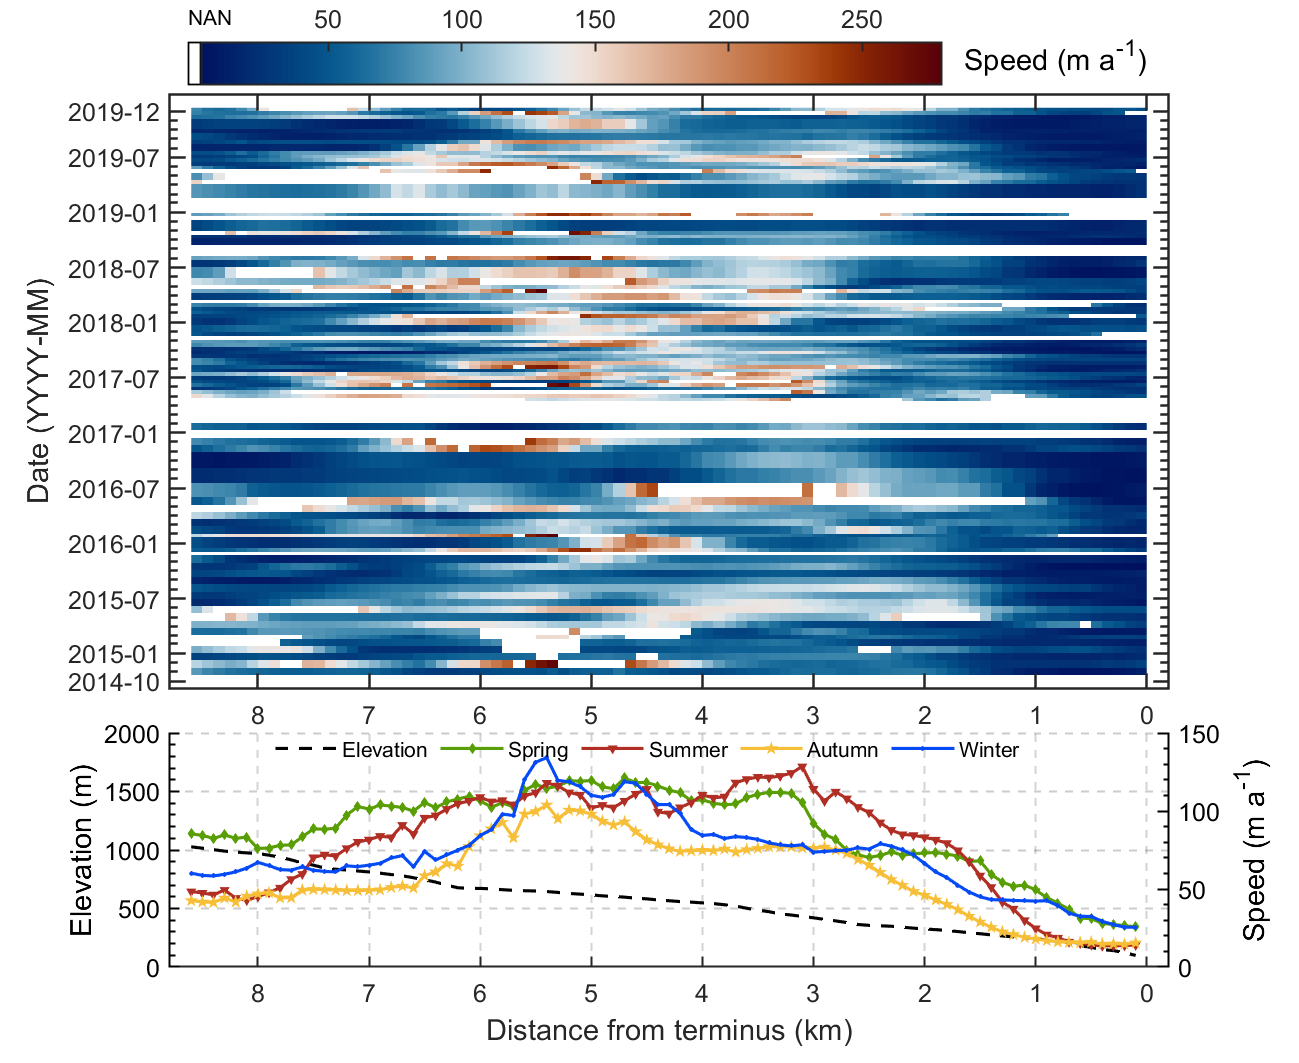 NAN 50 100 150 200 250
Speed (m a-1)
2019-12
2019-07
2019-01
2018-07
2018-01
2017-07
2017-01
2016-07
2016-01
2015-07
2015-01
2014-10
Date (YYYY-MM)
8 7 6 5 4 3 2 1 0
Elevation Spring Summer Autumn Winter
2000
1500
1000
500
0
Elevation (m)
150
100
50
0
Speed (m a-1)
8 7 6 5 4 3 2 1 0
Distance from terminus (km)